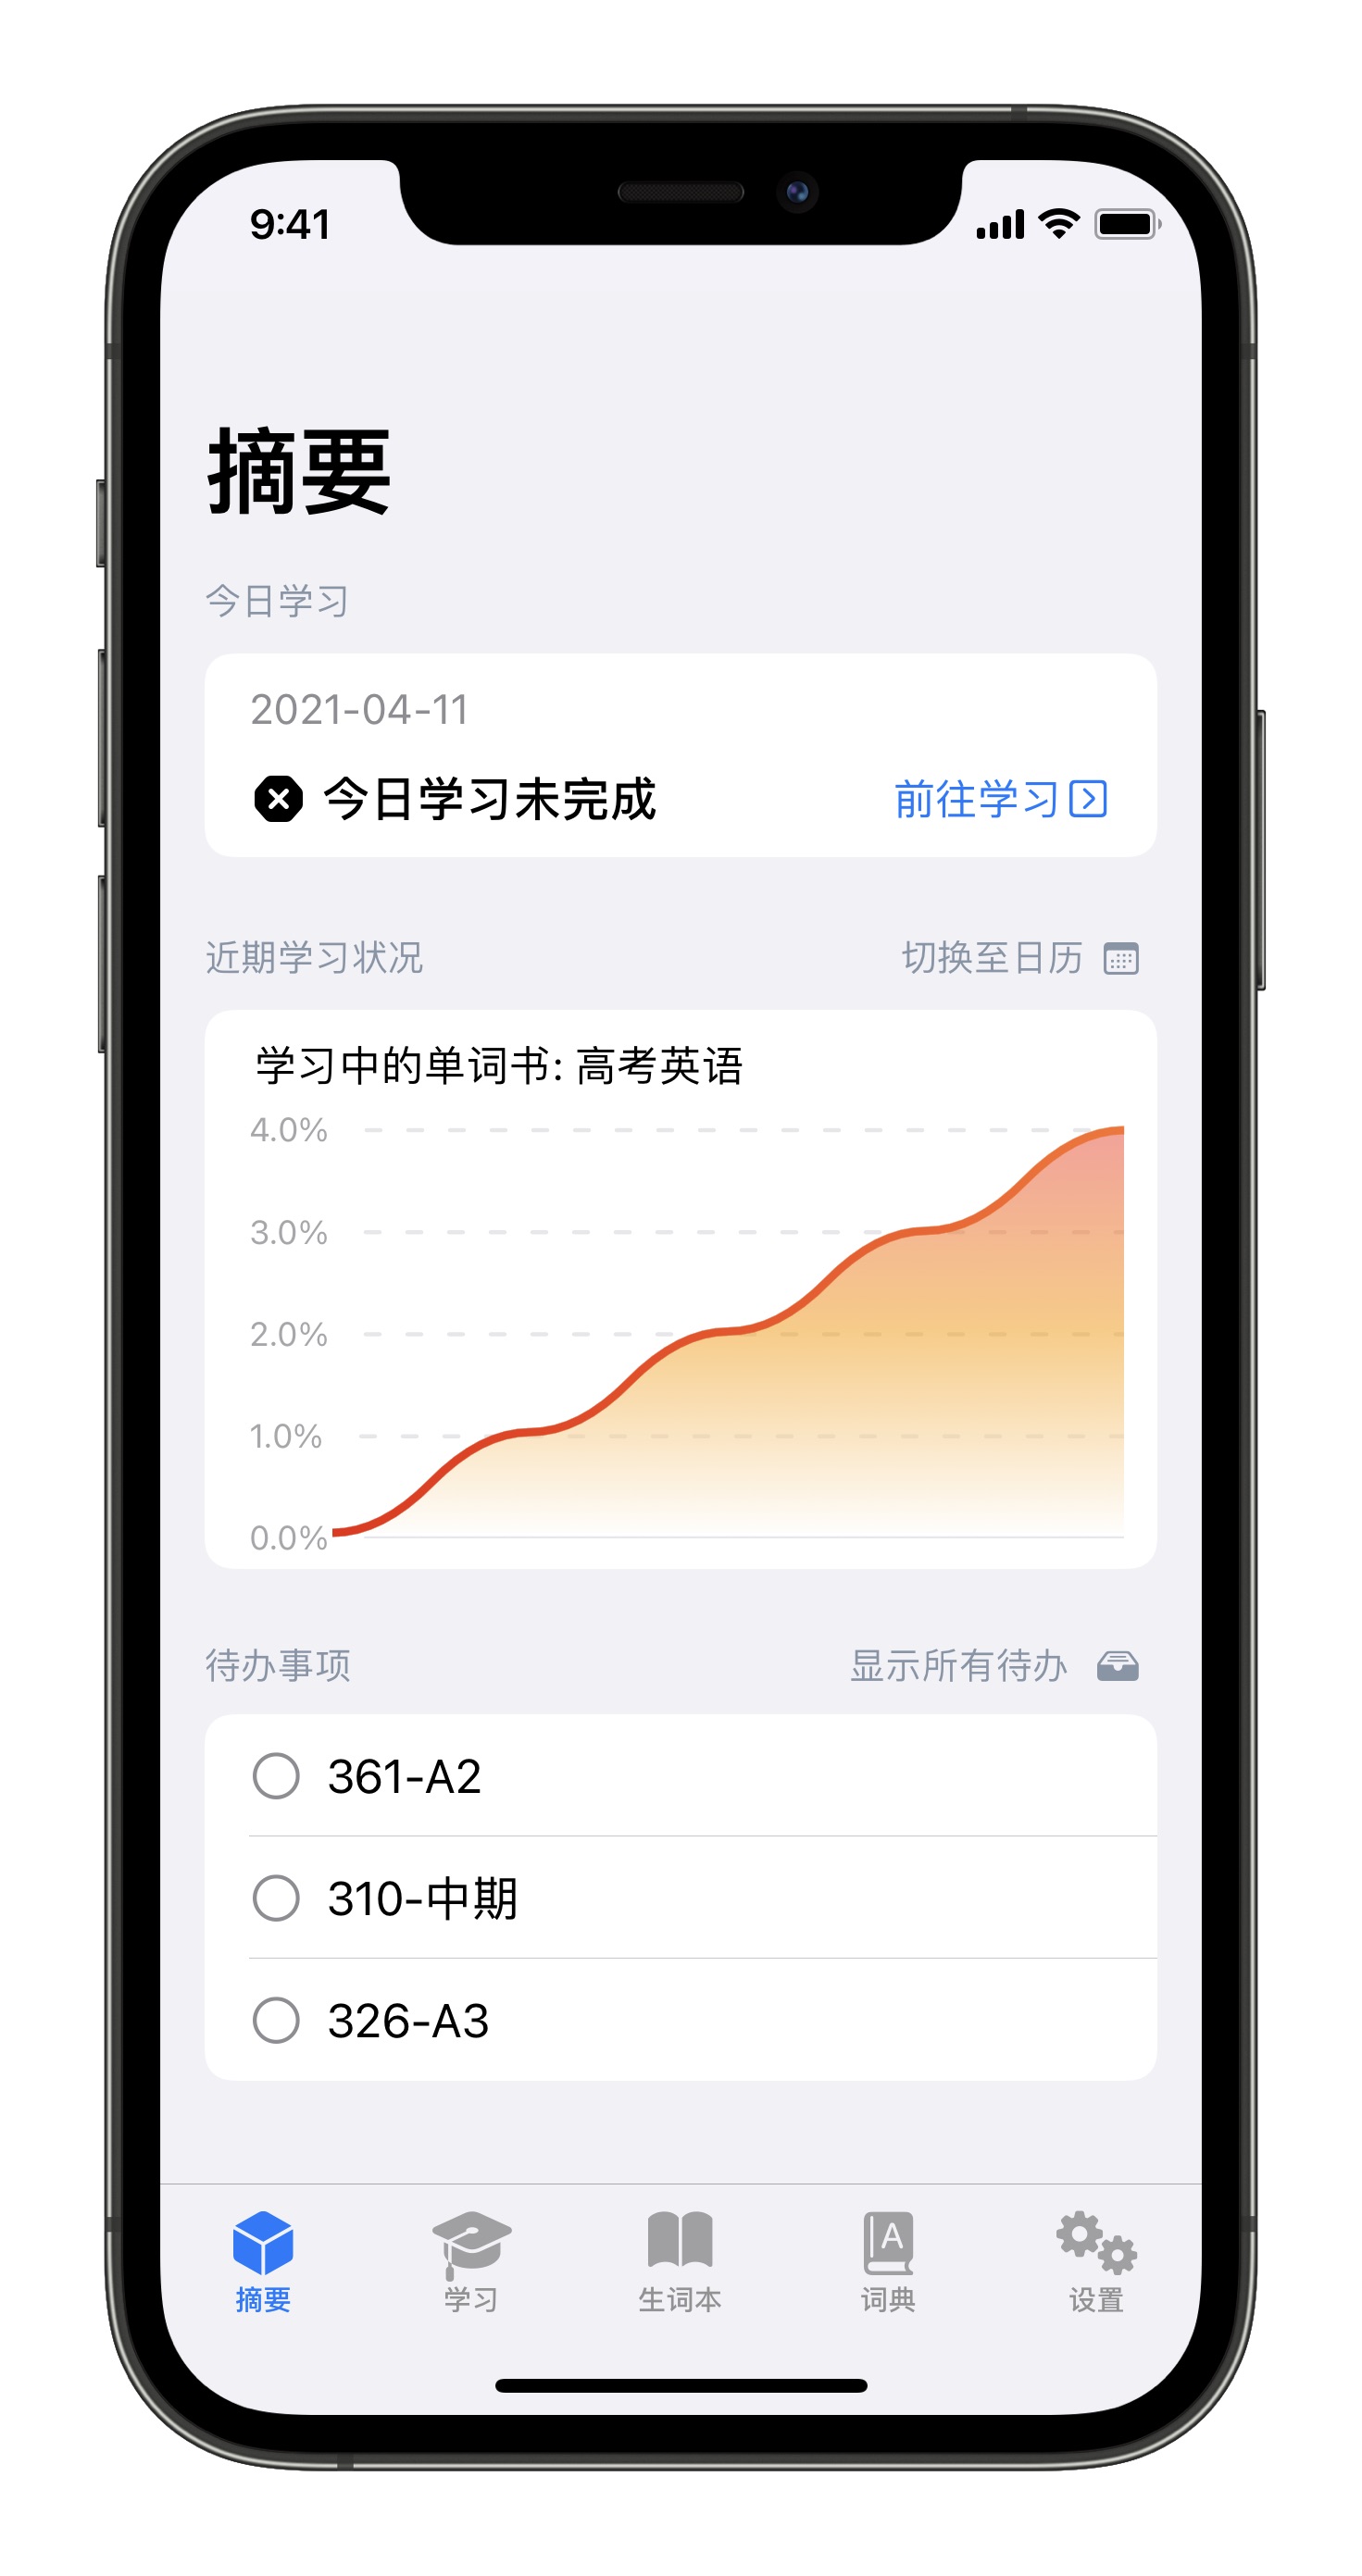 9:41
摘要
今日学习
2021-04-11
今日学习未完成 前往学习
近期学习状况 切换至日历
学习中的单词书: 高考英语
4.0%
3.0%
2.0%
1.0%
0.0%
待办事项 显示所有待办
361-A2
310-中期
326-A3
A
摘要 学习 生词本 词典 设置